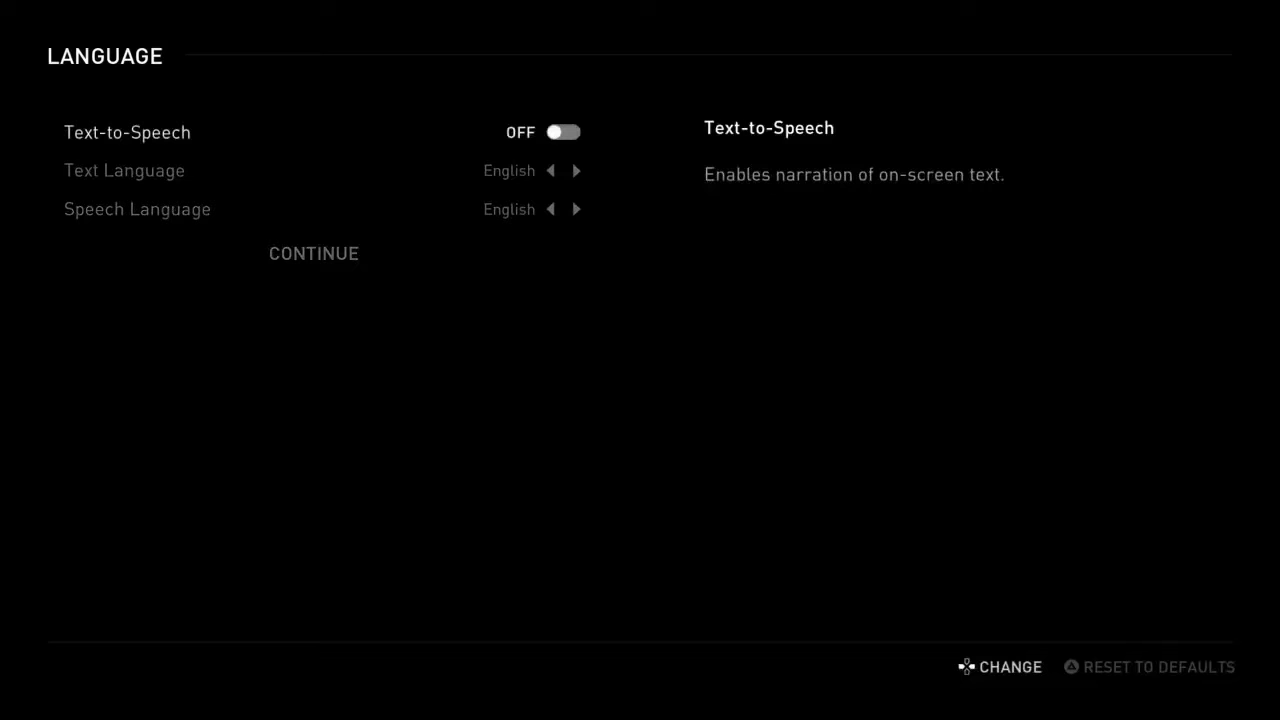 LANGUAGE
Text-to-Speech OFF
Text Language English
Speech Language English
CONTINUE
Text-to-Speech
Enables narration of on-screen text.
CHANGE RESET TO DEFAULTS